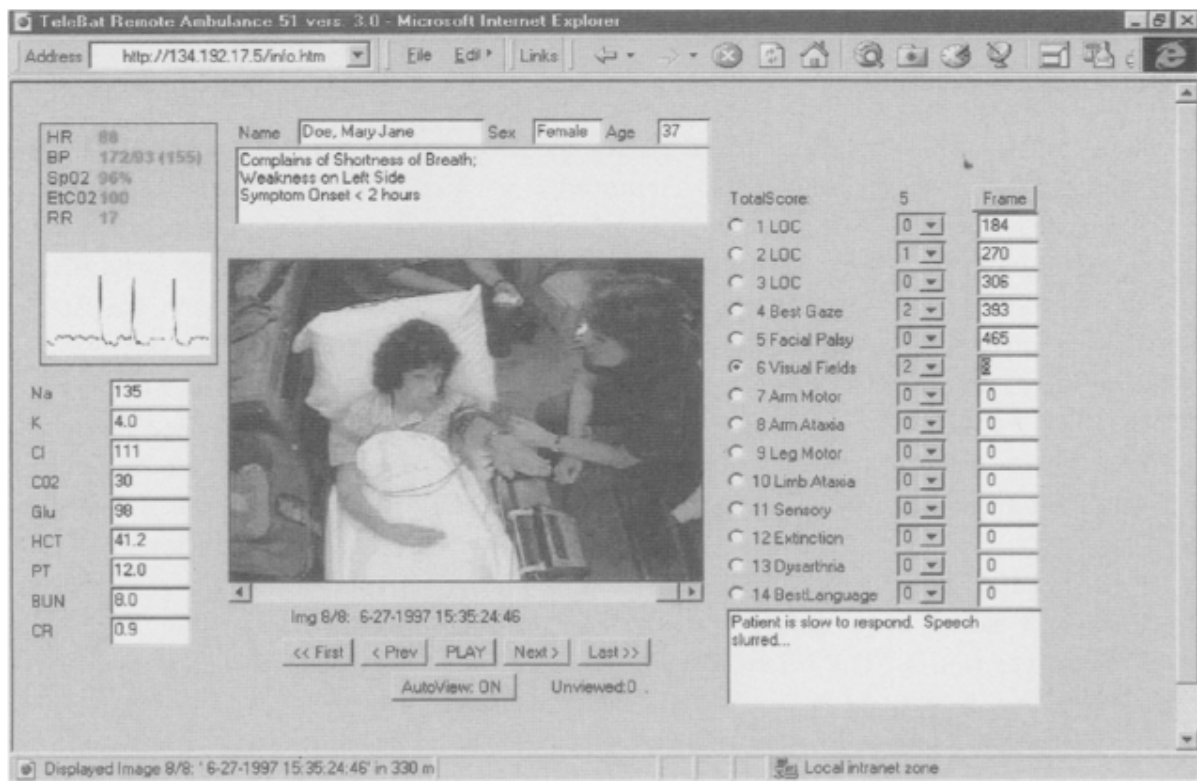 TeleBat Remote Ambulance 51 vers. 3.0 - Microsoft Internet Explorer
Address http://134.192.17.5/info.htm File Edit Links
HR 88
BP 172/93 (155)
SpO2 96%
EtCO2 100
RR 17
Name Doe, Mary Jane Sex Female Age 37
Complains of Shortness of Breath;
Weakness on Left Side
Symptom Onset < 2 hours
Na 135
K 4.0
Cl 111
CO2 30
Glu 98
HCT 41.2
PT 12.0
BUN 8.0
CR 0.9
Img 8/8: 6-27-1997 15:35:24:46
<< First < Prev PLAY Next > Last >>
AutoView: ON Unviewed:0
TotalScore: 5 Frame
1 LOC 0 184
2 LOC 1 270
3 LOC 0 306
4 Best Gaze 2 393
5 Facial Palsy 0 465
6 Visual Fields 2
7 Arm Motor 0 0
8 Arm Ataxia 0 0
9 Leg Motor 0 0
10 Limb Ataxia 0 0
11 Sensory 0 0
12 Extinction 0 0
13 Dysarthria 0 0
14 BestLanguage 0 0
Patient is slow to respond. Speech
slurred...
Displayed Image 8/8: ' 6-27-1997 15:35:24:46' in 330 m
Local intranet zone